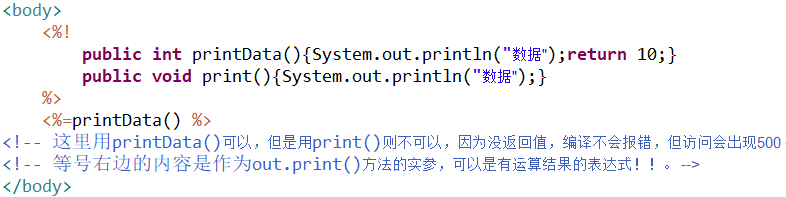 <body>
<%!
public int printData(){System.out.println("数据");return 10;}
public void print(){System.out.println("数据");}
%>
<%=printData() %>
<!-- 这里用printData()可以，但是用print()则不可以，因为没返回值，编译不会报错，但访问会出现500
<!-- 等号右边的内容是作为out.print()方法的实参，可以是有运算结果的表达式！！。-->
</body>